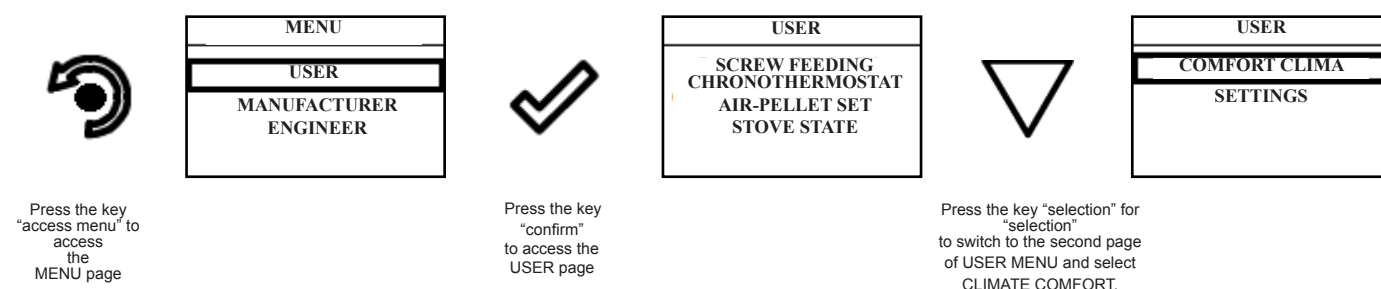 MENU
USER
MANUFACTURER
ENGINEER
USER
SCREW FEEDING
CHRONOTHERMOSTAT
AIR-PELLET SET
STOVE STATE
USER
COMFORT CLIMA
SETTINGS
Press the key
“access menu” to
access
the
MENU page
Press the key
“confirm”
to access the
USER page
Press the key “selection” for
“selection”
to switch to the second page
of USER MENU and select
CLIMATE COMFORT.